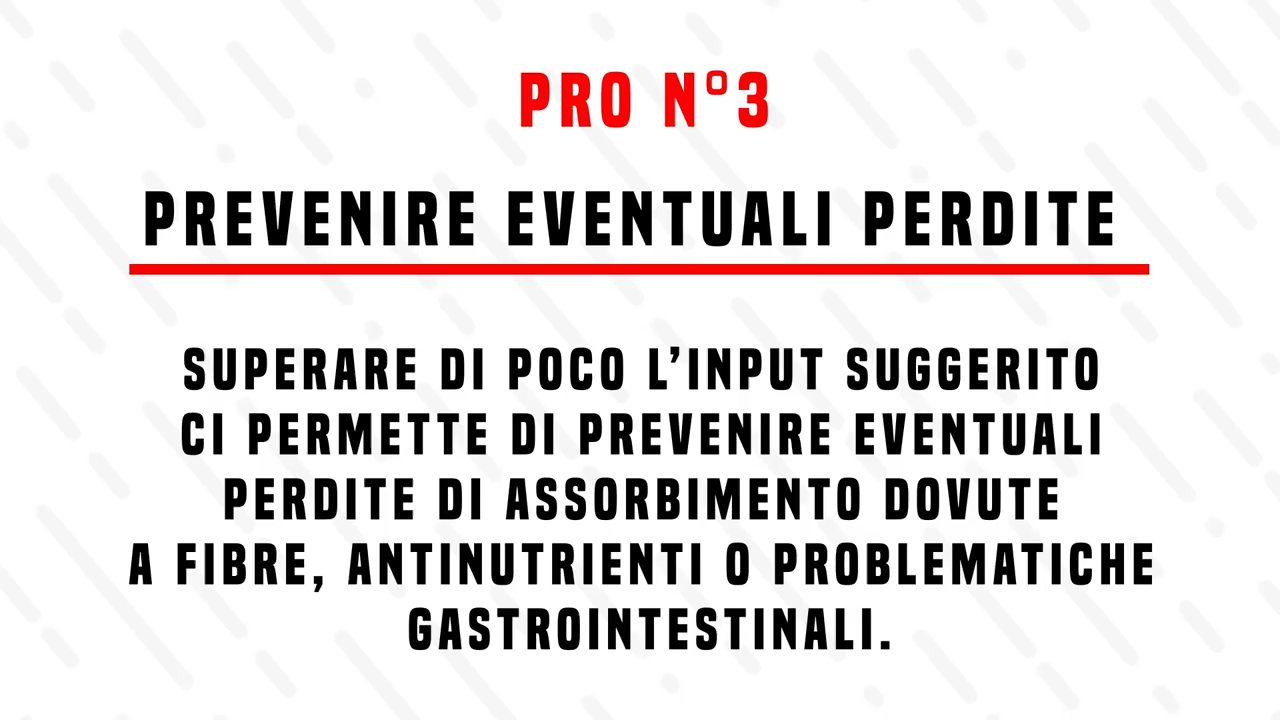 PRO N°3
PREVENIRE EVENTUALI PERDITE
SUPERARE DI POCO L'INPUT SUGGERITO
CI PERMETTE DI PREVENIRE EVENTUALI
PERDITE DI ASSORBIMENTO DOVUTE
A FIBRE, ANTINUTRIENTI O PROBLEMATICHE
GASTROINTESTINALI.